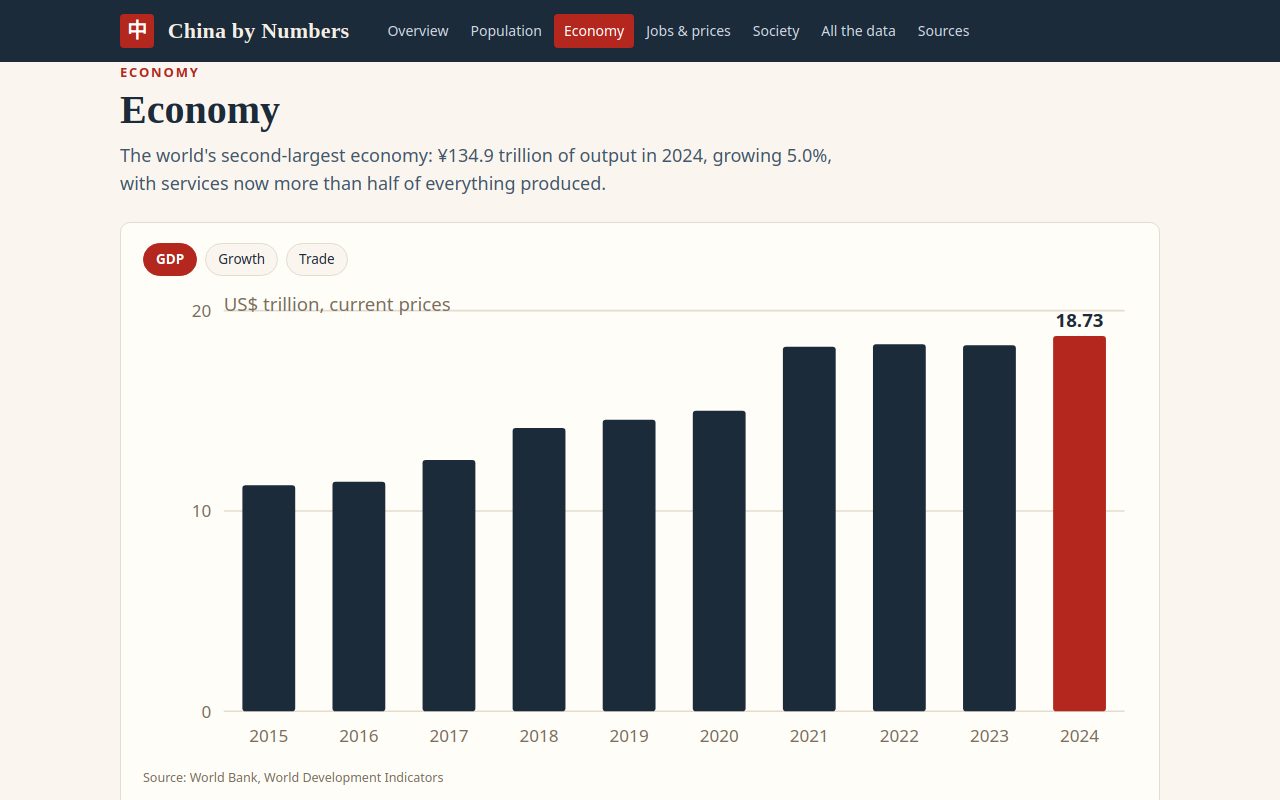 中 China by Numbers Overview Population Economy Jobs & prices Society All the data Sources
ECONOMY
Economy
The world's second-largest economy: ¥134.9 trillion of output in 2024, growing 5.0%,
with services now more than half of everything produced.
GDP Growth Trade
US$ trillion, current prices
20
18.73
10
0
2015 2016 2017 2018 2019 2020 2021 2022 2023 2024
Source: World Bank, World Development Indicators